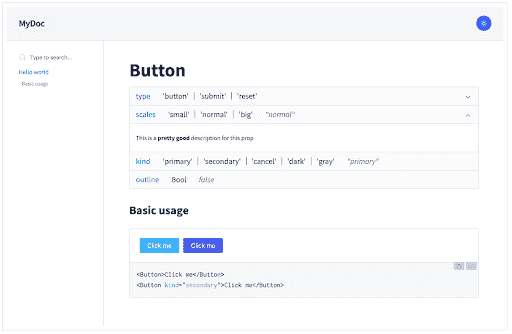 MyDoc
Type to search...
Hello world
Basic usage
Button
type 'button' | 'submit' | 'reset'
scales 'small' | 'normal' | 'big' "normal"
This is a pretty good description for this prop
kind 'primary' | 'secondary' | 'cancel' | 'dark' | 'gray' "primary"
outline Bool false
Basic usage
Click me Click me
<Button>Click me</Button>
<Button kind="secondary">Click me</Button>